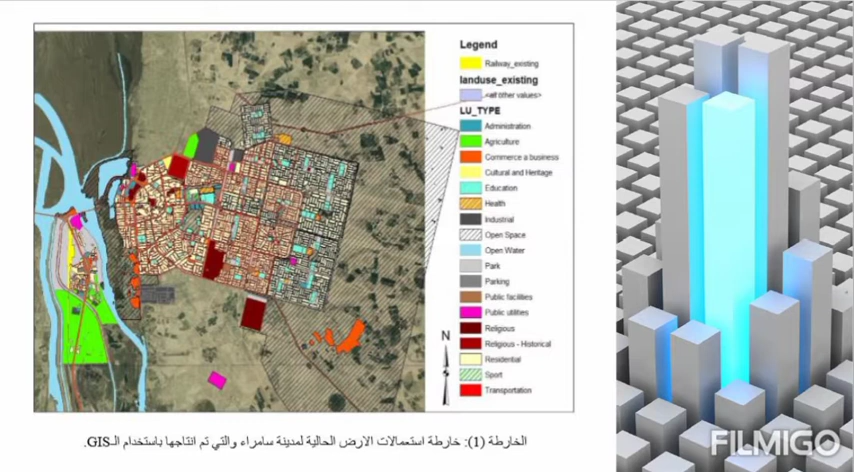 Legend
Railway_existing
landuse_existing
<all other values>
LU_TYPE
Administration
Agriculture
Commerce a business
Cultural and Heritage
Education
Health
Industrial
Open Space
Open Water
Park
Parking
Public facilities
Public utilities
Religious
Religious - Historical
Residential
Sport
Transportation
N
الخارطة (1): خارطة استعمالات الارض الحالية لمدينة سامراء والتي تم انتاجها باستخدام الـGIS.
FILMIGO